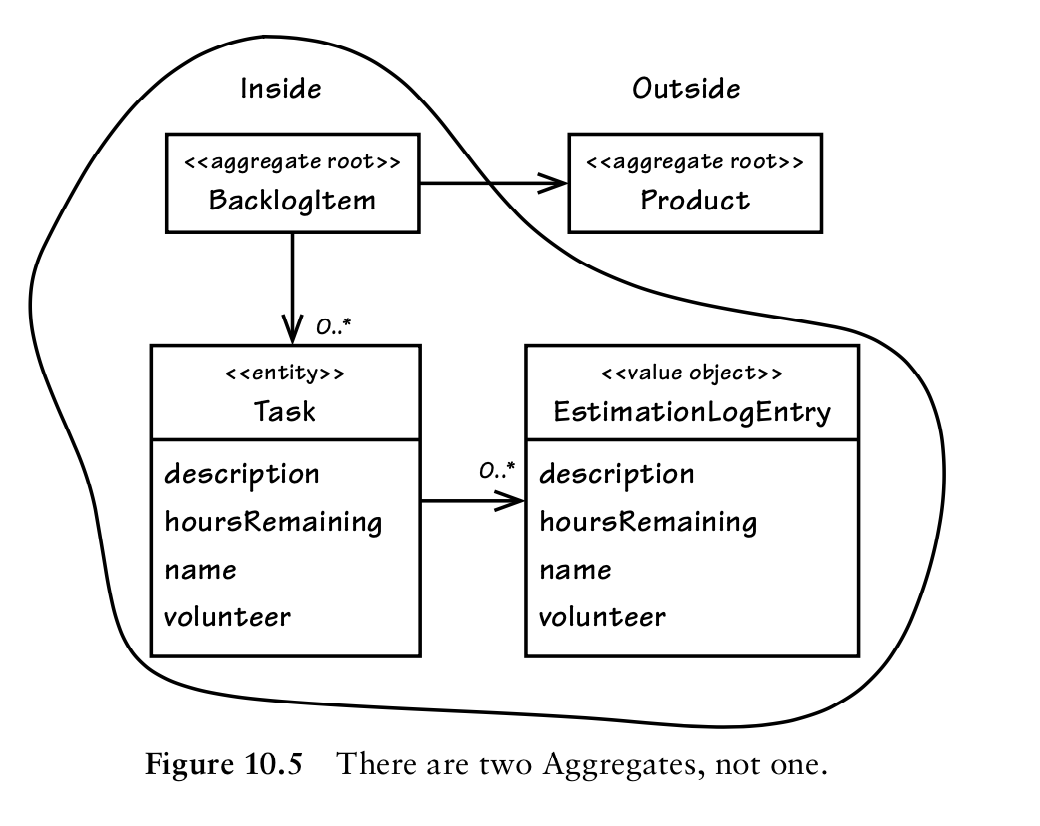 Inside
Outside
<<aggregate root>>
BacklogItem
<<aggregate root>>
Product
0..*
<<entity>>
Task
description
hoursRemaining
name
volunteer
0..*
<<value object>>
EstimationLogEntry
description
hoursRemaining
name
volunteer
Figure 10.5 There are two Aggregates, not one.